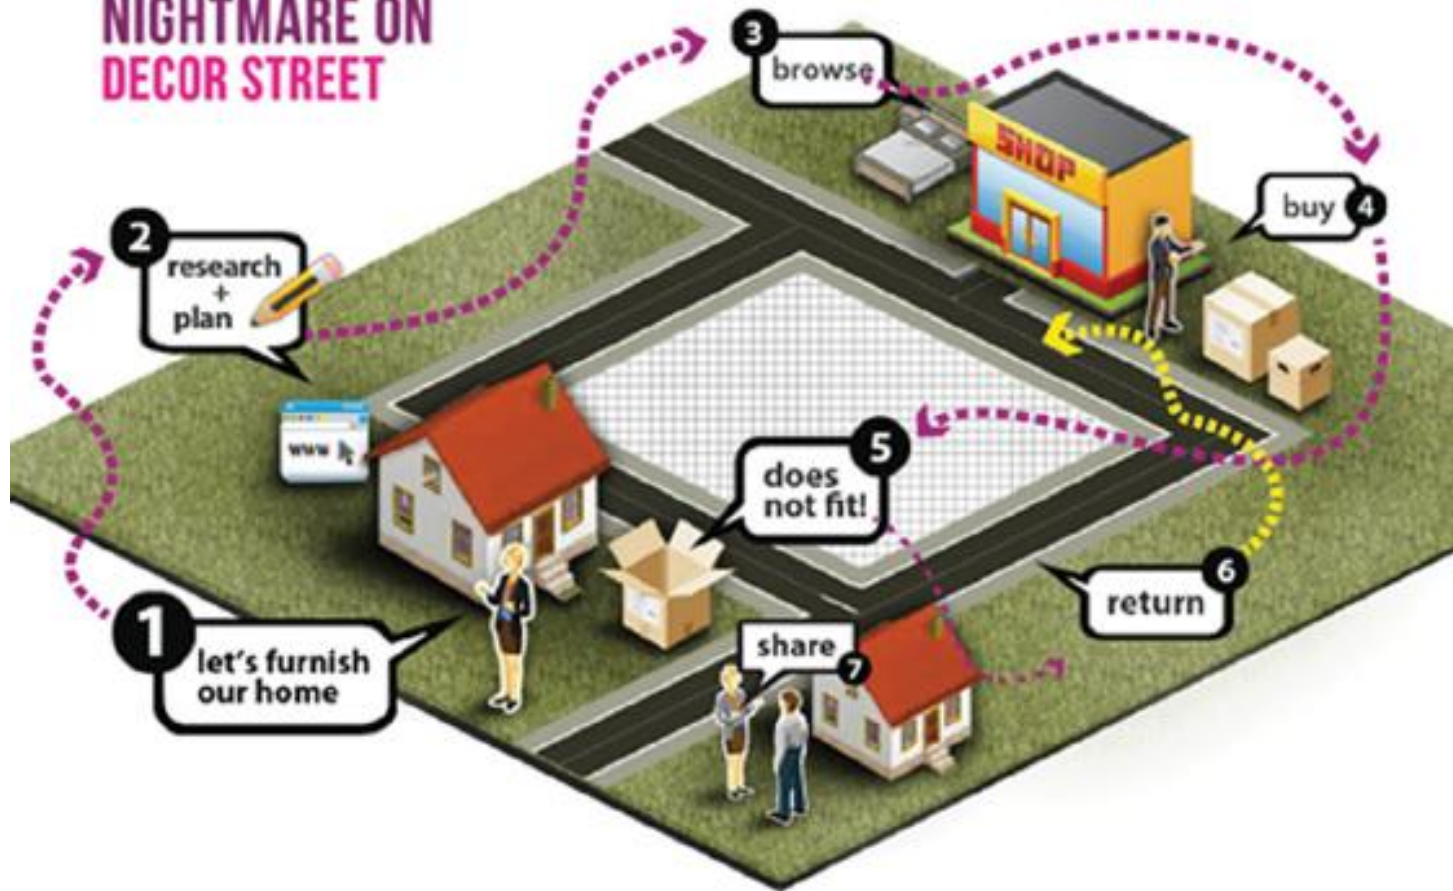 NIGHTMARE ON
DECOR STREET
1
let's furnish
our home
2
research
+
plan
www
3
browse
SHOP
buy 4
5
does
not fit!
6
return
share
7